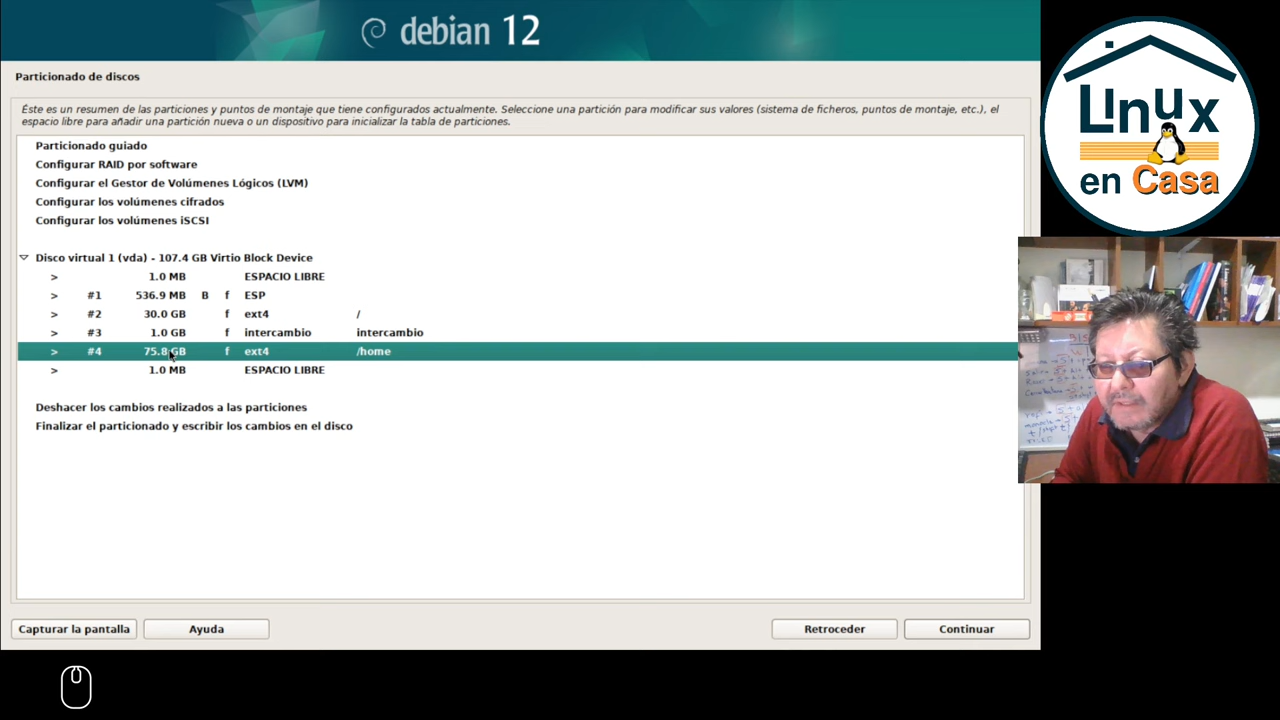 debian 12
Particionado de discos
Éste es un resumen de las particiones y puntos de montaje que tiene configurados actualmente. Seleccione una partición para modificar sus valores (sistema de ficheros, puntos de montaje, etc.), el
espacio libre para añadir una partición nueva o un dispositivo para inicializar la tabla de particiones.
Particionado guiado
Configurar RAID por software
Configurar el Gestor de Volúmenes Lógicos (LVM)
Configurar los volúmenes cifrados
Configurar los volúmenes iSCSI
Disco virtual 1 (vda) - 107.4 GB Virtio Block Device
> 1.0 MB ESPACIO LIBRE
> #1 536.9 MB B f ESP
> #2 30.0 GB f ext4 /
> #3 1.0 GB f intercambio intercambio
> #4 75.8 GB f ext4 /home
> 1.0 MB ESPACIO LIBRE
Deshacer los cambios realizados a las particiones
Finalizar el particionado y escribir los cambios en el disco
Capturar la pantalla Ayuda Retroceder Continuar
Linux
en Casa